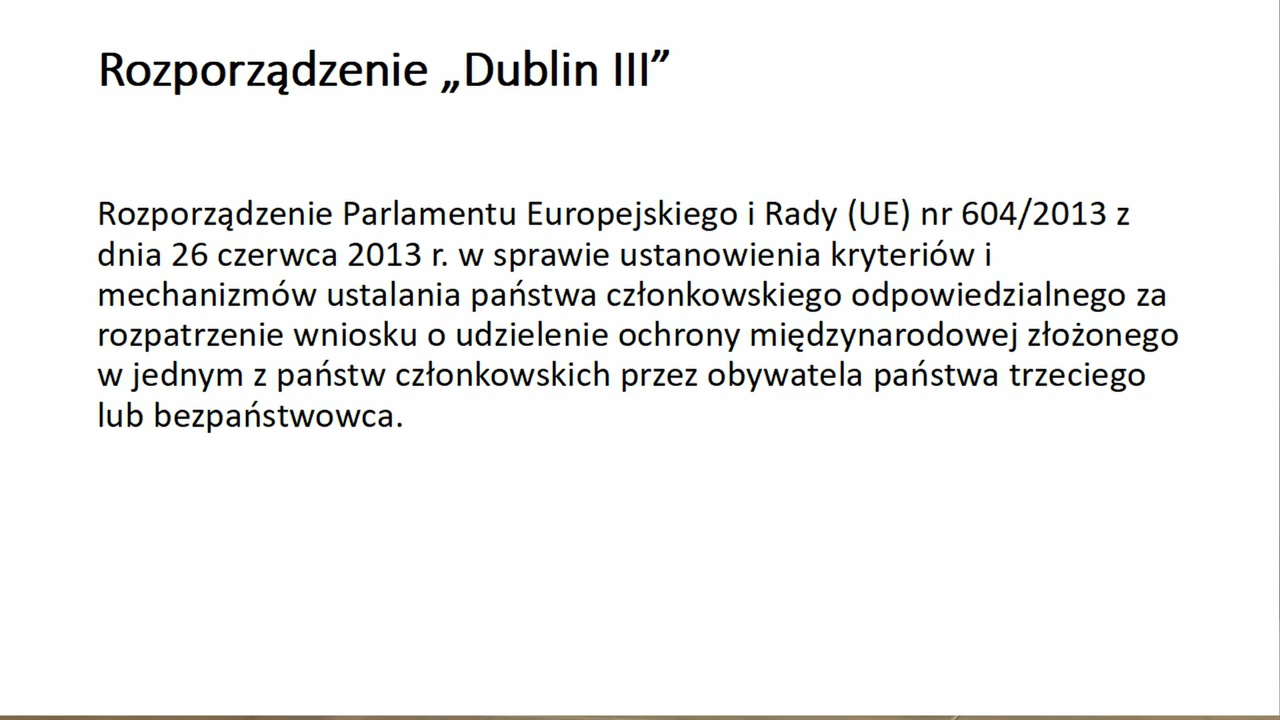 Rozporządzenie „Dublin III”
Rozporządzenie Parlamentu Europejskiego i Rady (UE) nr 604/2013 z
dnia 26 czerwca 2013 r. w sprawie ustanowienia kryteriów i
mechanizmów ustalania państwa członkowskiego odpowiedzialnego za
rozpatrzenie wniosku o udzielenie ochrony międzynarodowej złożonego
w jednym z państw członkowskich przez obywatela państwa trzeciego
lub bezpaństwowca.